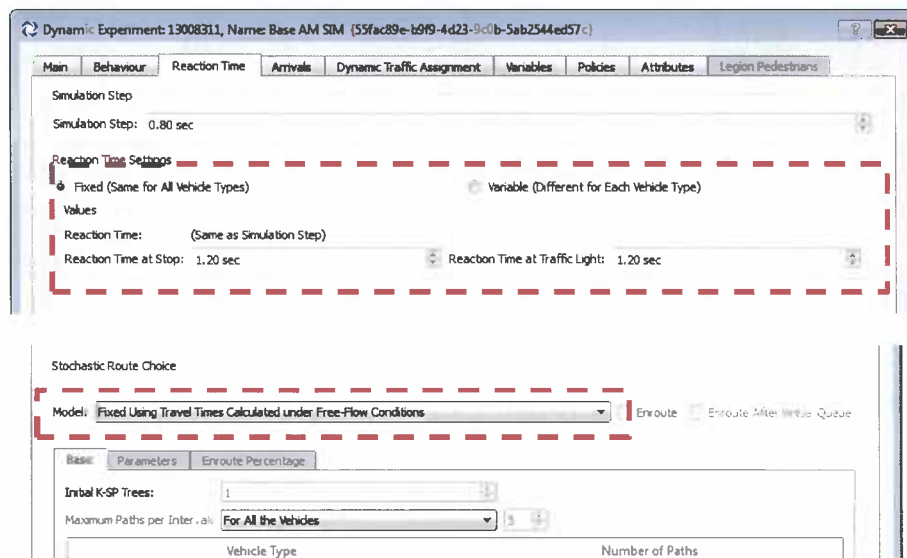 Dynamic Experiment: 13008311, Name: Base AM SIM {55fac89e-b9f9-4d23-9c0b-5ab2544ed57c}
Main Behaviour Reaction Time Arrivals Dynamic Traffic Assignment Variables Policies Attributes Legion Pedestrians
Simulation Step
Simulation Step: 0.80 sec
Reaction Time Settings
Fixed (Same for All Vehicle Types) Variable (Different for Each Vehicle Type)
Values
Reaction Time: (Same as Simulation Step)
Reaction Time at Stop: 1.20 sec Reaction Time at Traffic Light: 1.20 sec
Stochastic Route Choice
Model: Fixed Using Travel Times Calculated under Free-Flow Conditions Enroute Enroute After Virtual Queue
Basic Parameters Enroute Percentage
Initial K-SP Trees: 1
Maximum Paths per Interval: For All the Vehicles 3
Vehicle Type Number of Paths